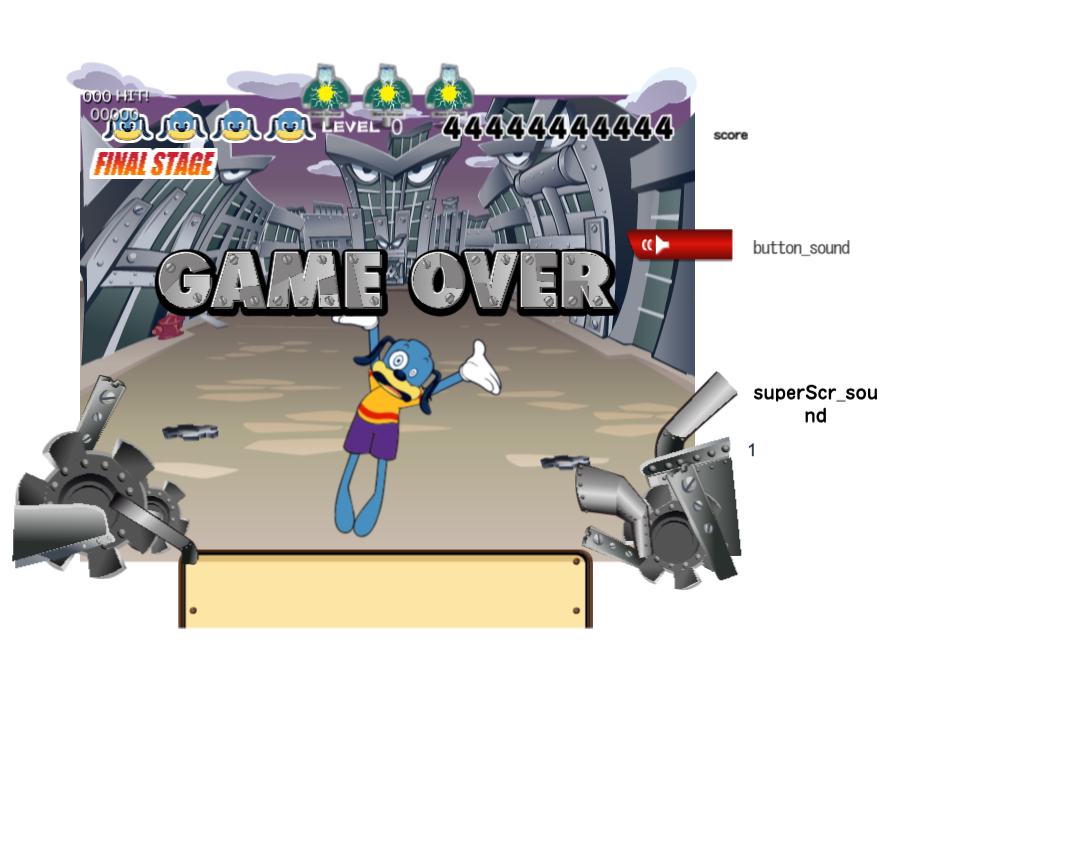 000 HIT!
00000
LEVEL 0
44444444444
score
FINAL STAGE
button_sound
GAME OVER
superScr_sou
nd
1